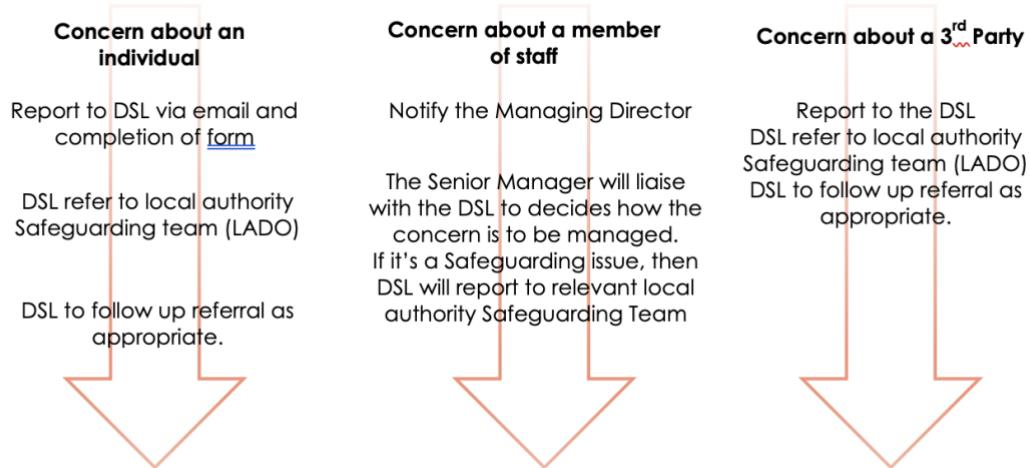 Concern about an
individual
Report to DSL via email and
completion of form
DSL refer to local authority
Safeguarding team (LADO)
DSL to follow up referral as
appropriate.
Concern about a member
of staff
Notify the Managing Director
The Senior Manager will liaise
with the DSL to decides how the
concern is to be managed.
If it's a Safeguarding issue, then
DSL will report to relevant local
authority Safeguarding Team
Concern about a 3rd Party
Report to the DSL
DSL refer to local authority
Safeguarding team (LADO)
DSL to follow up referral as
appropriate.